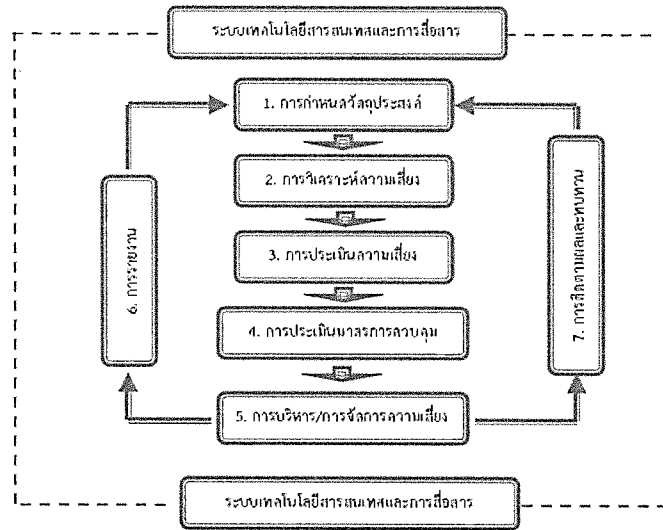 ระบบเทคโนโลยีสารสนเทศและการสื่อสาร
1. การกำหนดวัตถุประสงค์
2. การวิเคราะห์ความเสี่ยง
3. การประเมินความเสี่ยง
4. การประเมินมาตรการควบคุม
5. การบริหาร/การจัดการความเสี่ยง
6. การรายงาน
7. การติดตามผลและทบทวน
ระบบเทคโนโลยีสารสนเทศและการสื่อสาร